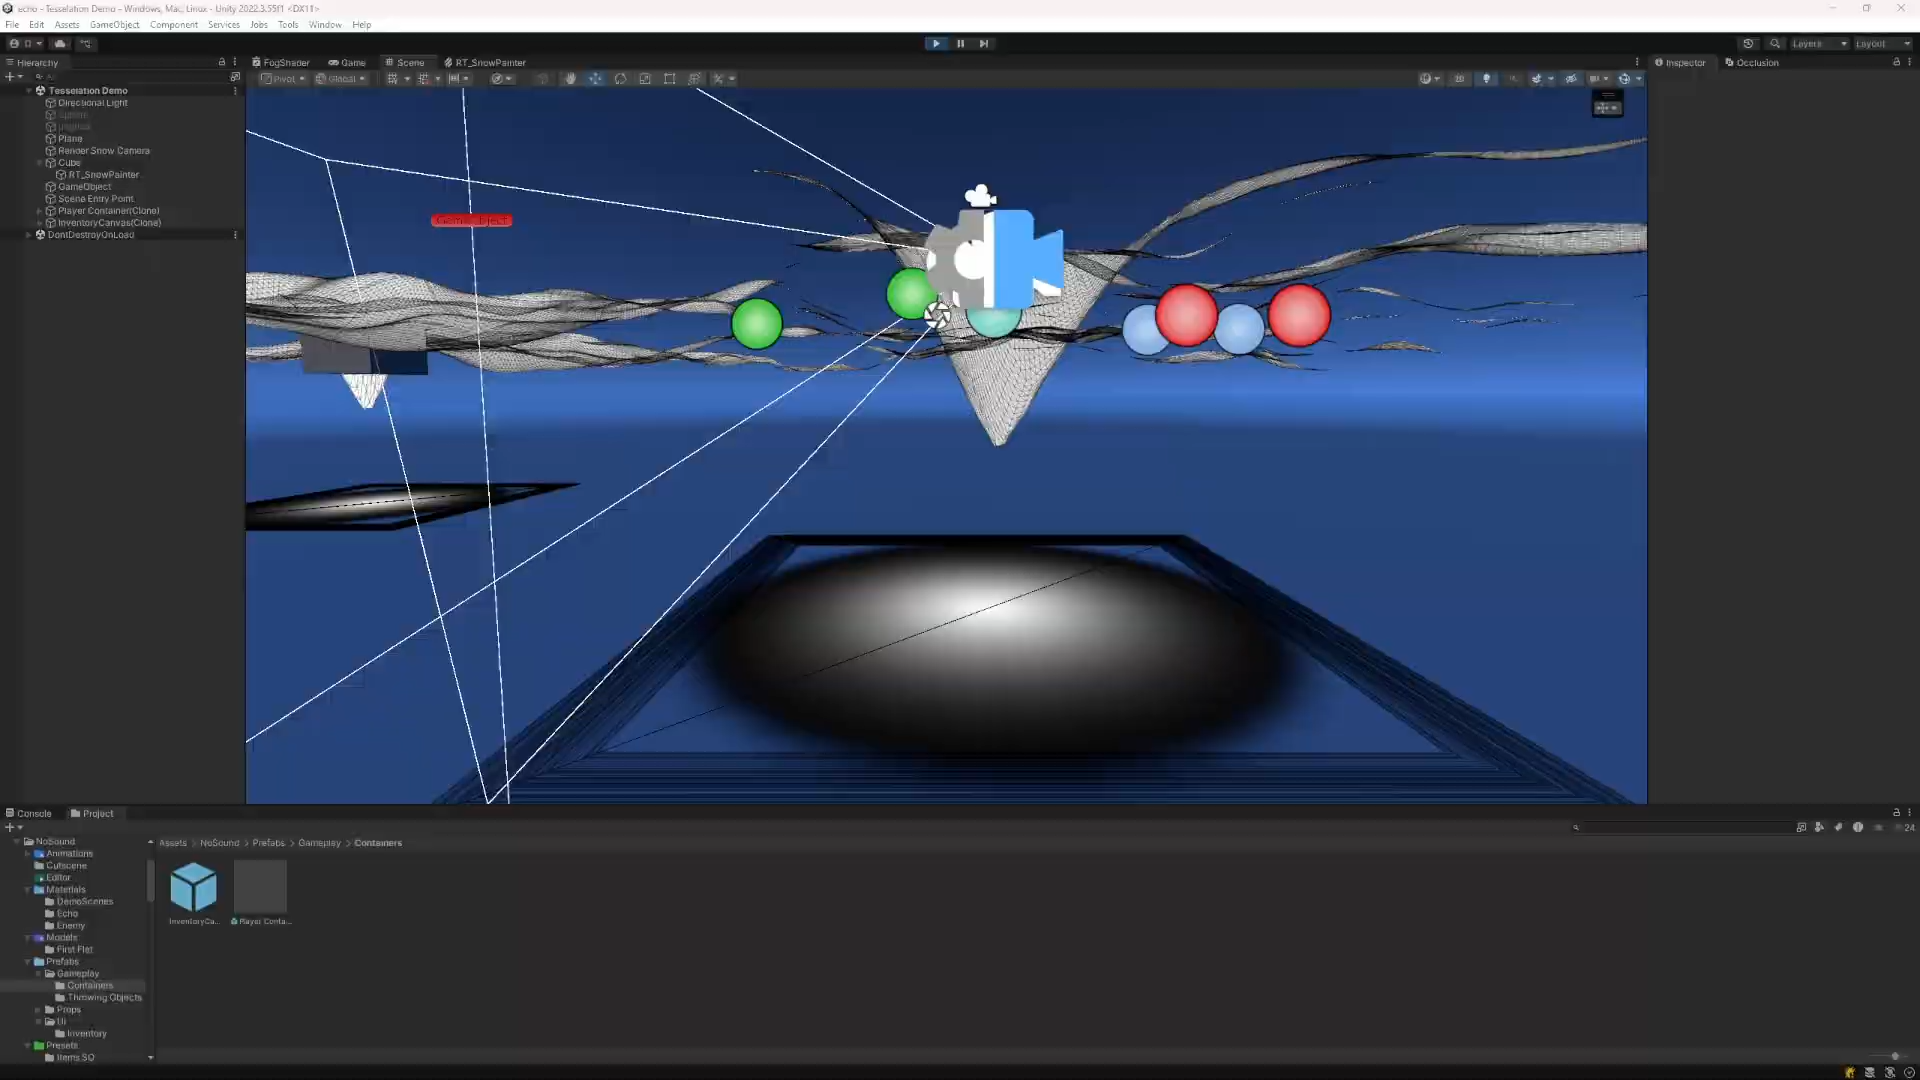 echo - Tesselation Demo - Windows, Mac, Linux - Unity 2022.3.55f1 <DX11>
File Edit Assets GameObject Component Services Jobs Tools Window Help
Layers Layout
Hierarchy
FogShader Game Scene RT_SnowPainter
Inspector Occlusion
Pivot Global
2D
Tesselation Demo
Directional Light
Sphere
Plane
Render Snow Camera
Cube
RT_SnowPainter
GameObject
Scene Entry Point
Player Container(Clone)
InventoryCanvas(Clone)
DontDestroyOnLoad
GameObject
Console Project
24
NoSound
Animations
Cutscene
Editor
Materials
DemoScenes
Echo
Enemy
Models
First Flat
Prefabs
Gameplay
Containers
Throwing Objects
Props
UI
Inventory
Presets
Items SO
Assets > NoSound > Prefabs > Gameplay > Containers
InventoryCa...
Player Conta...